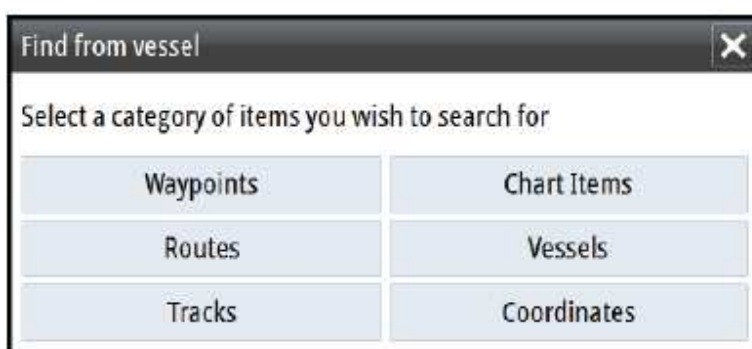 Find from vessel
Select a category of items you wish to search for
Waypoints Chart Items
Routes Vessels
Tracks Coordinates